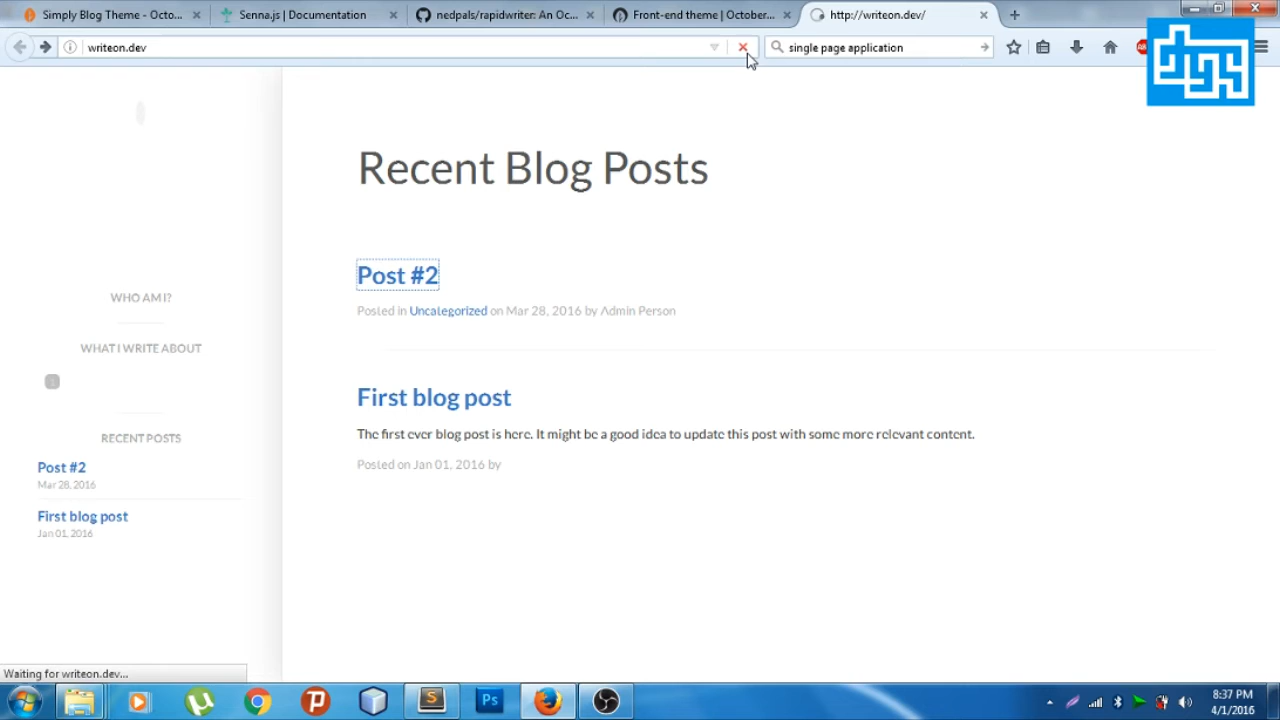 Simply Blog Theme - Octo...
Senna.js | Documentation
nedpals/rapidwriter: An Oc...
Front-end theme | October...
http://writeon.dev/
writeon.dev
single page application
dgs
WHO AM I?
WHAT I WRITE ABOUT
RECENT POSTS
Post #2
Mar 28, 2016
First blog post
Jan 01, 2016
Recent Blog Posts
Post #2
Posted in Uncategorized on Mar 28, 2016 by Admin Person
First blog post
The first ever blog post is here. It might be a good idea to update this post with some more relevant content.
Posted on Jan 01, 2016 by
Waiting for writeon.dev...
Ps
8:37 PM
4/1/2016